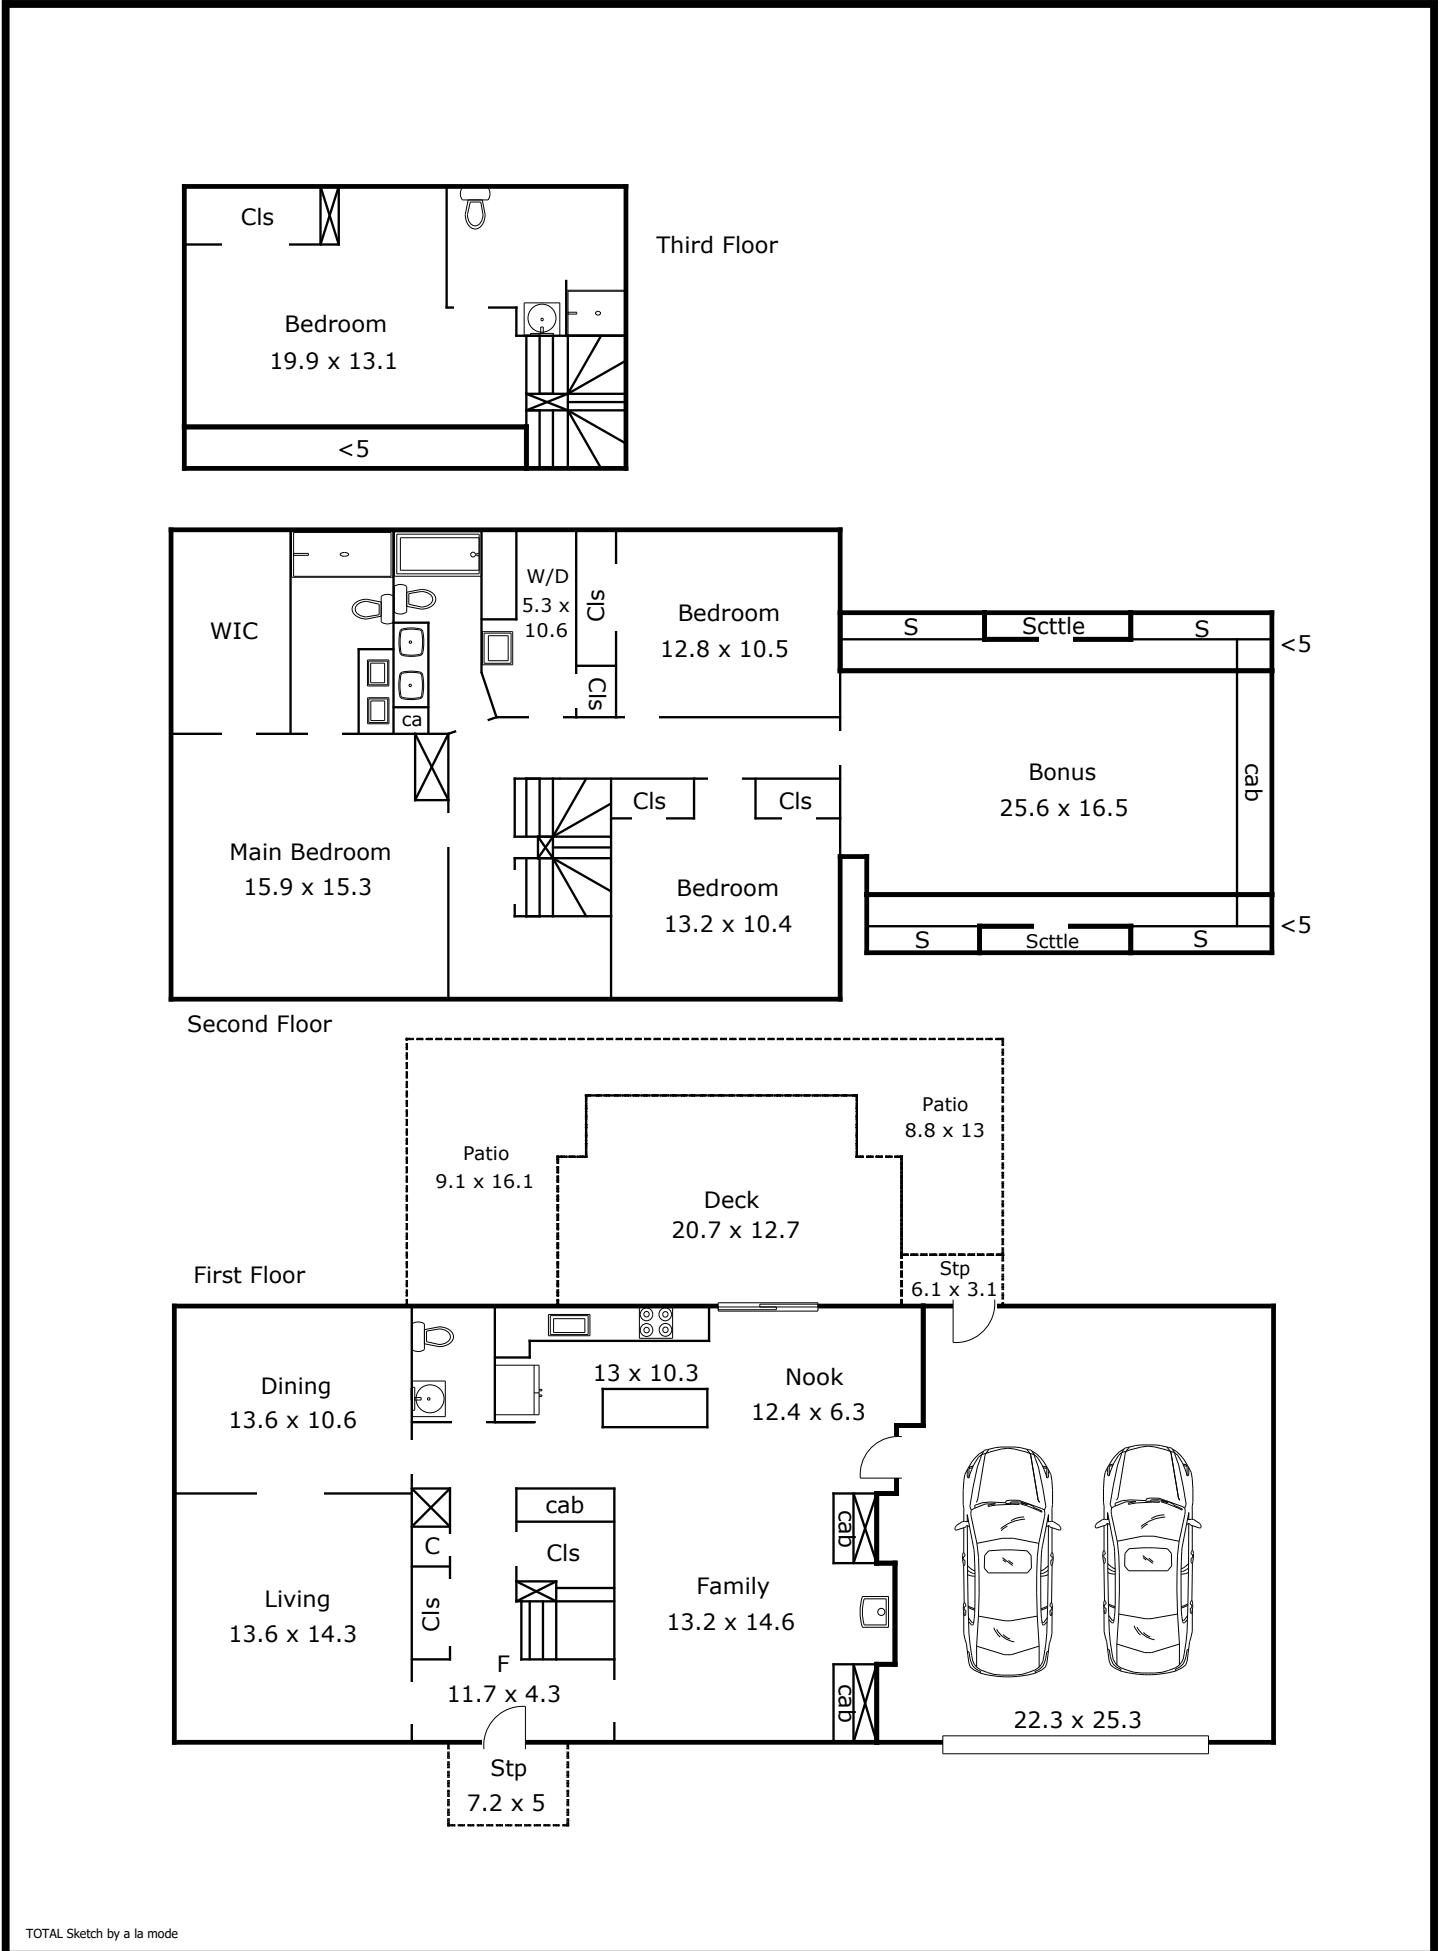 Cls
Third Floor
Bedroom
19.9 x 13.1
<5
W/D
5.3 x
10.6
Cls
WIC
Bedroom
12.8 x 10.5
S
Scttle
S
<5
Cls
ca
Bonus
25.6 x 16.5
cab
Cls
Cls
Main Bedroom
15.9 x 15.3
Bedroom
13.2 x 10.4
S
Scttle
S
<5
Second Floor
Patio
8.8 x 13
Patio
9.1 x 16.1
Deck
20.7 x 12.7
First Floor
Stp
6.1 x 3.1
Dining
13.6 x 10.6
13 x 10.3
Nook
12.4 x 6.3
cab
C
Cls
cab
Living
13.6 x 14.3
Cls
Family
13.2 x 14.6
F
11.7 x 4.3
cab
22.3 x 25.3
Stp
7.2 x 5
TOTAL Sketch by a la mode